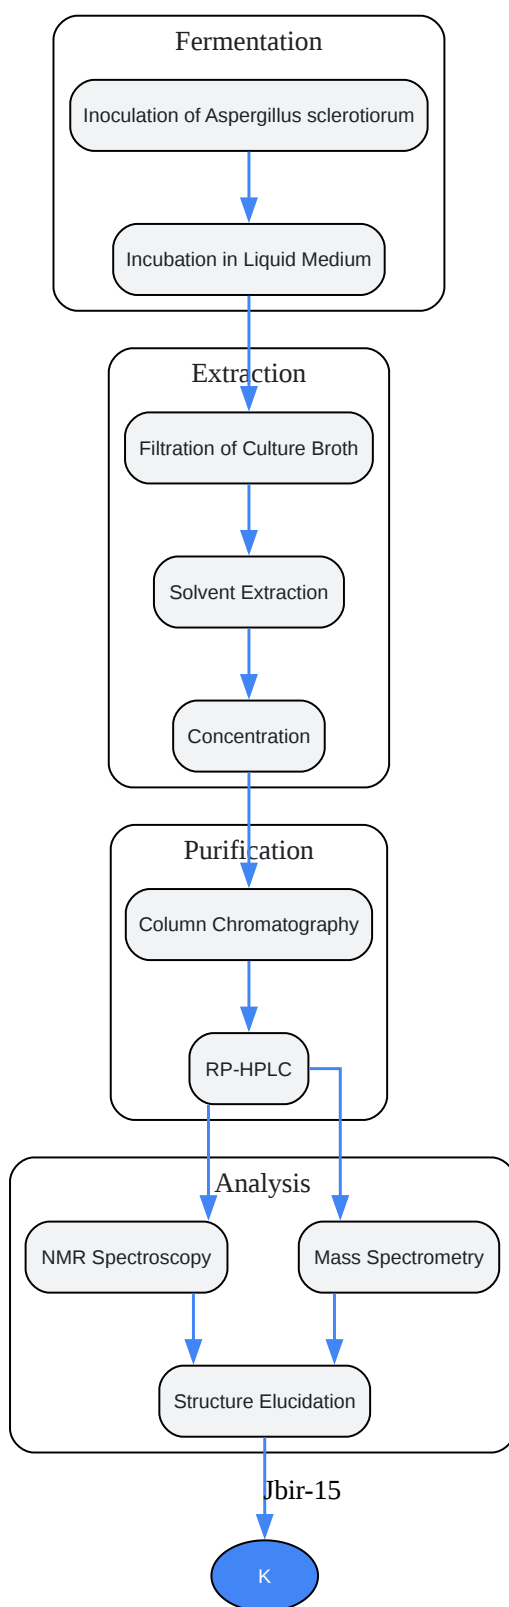 Fermentation
Inoculation of Aspergillus sclerotiorum
Incubation in Liquid Medium
Extraction
Filtration of Culture Broth
Solvent Extraction
Concentration
Purification
Column Chromatography
RP-HPLC
Analysis
NMR Spectroscopy
Mass Spectrometry
Structure Elucidation
Jbir-15
K